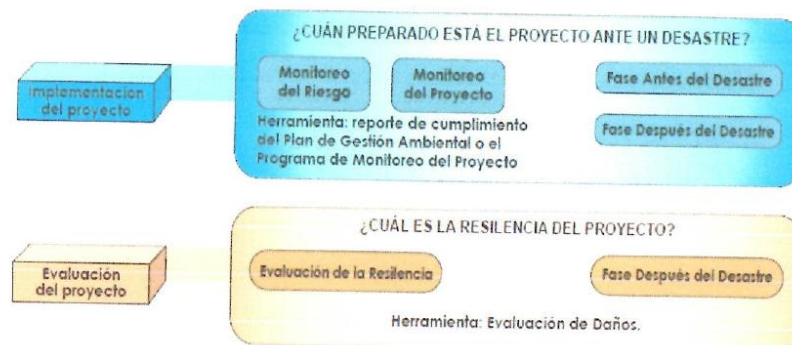 ¿CUÁN PREPARADO ESTÁ EL PROYECTO ANTE UN DESASTRE?
Implementación
del proyecto
Monitoreo
del Riesgo
Monitoreo
del Proyecto
Fase Antes del Desastre
Fase Después del Desastre
Herramienta: reporte de cumplimiento
del Plan de Gestión Ambiental o el
Programa de Monitoreo del Proyecto
¿CUÁL ES LA RESILENCIA DEL PROYECTO?
Evaluación
del proyecto
Evaluación de la Resilencia
Fase Después del Desastre
Herramienta: Evaluación de Daños.